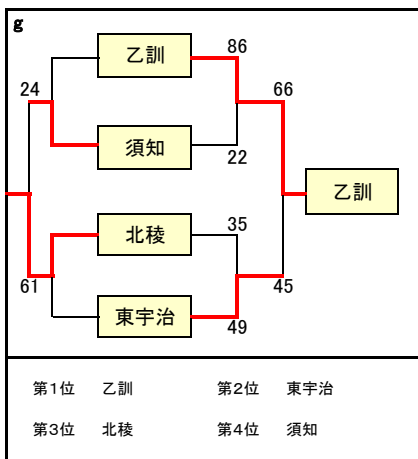 g
乙訓
86
24
66
須知
22
乙訓
北稜
35
61
45
東宇治
49
第1位 乙訓 第2位 東宇治
第3位 北稜 第4位 須知